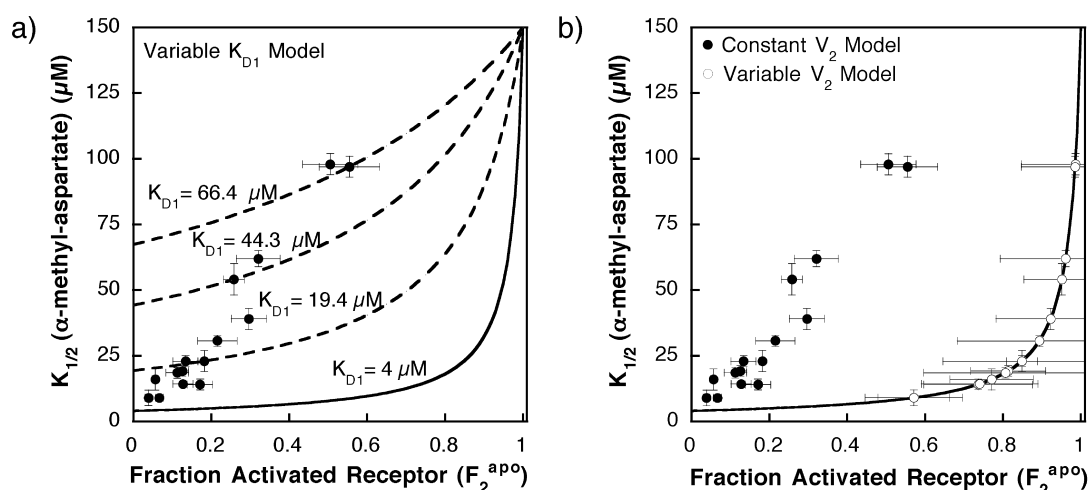 a)
Variable K_D1 Model
K_1/2 (α-methyl-aspartate) (µM)
150
125
100
75
50
25
0
K_D1= 66.4 µM
K_D1= 44.3 µM
K_D1= 19.4 µM
K_D1= 4 µM
0 0.2 0.4 0.6 0.8 1
Fraction Activated Receptor (F_2^apo)
b)
Constant V_2 Model
Variable V_2 Model
K_1/2 (α-methyl-aspartate) (µM)
150
125
100
75
50
25
0
0 0.2 0.4 0.6 0.8 1
Fraction Activated Receptor (F_2^apo)